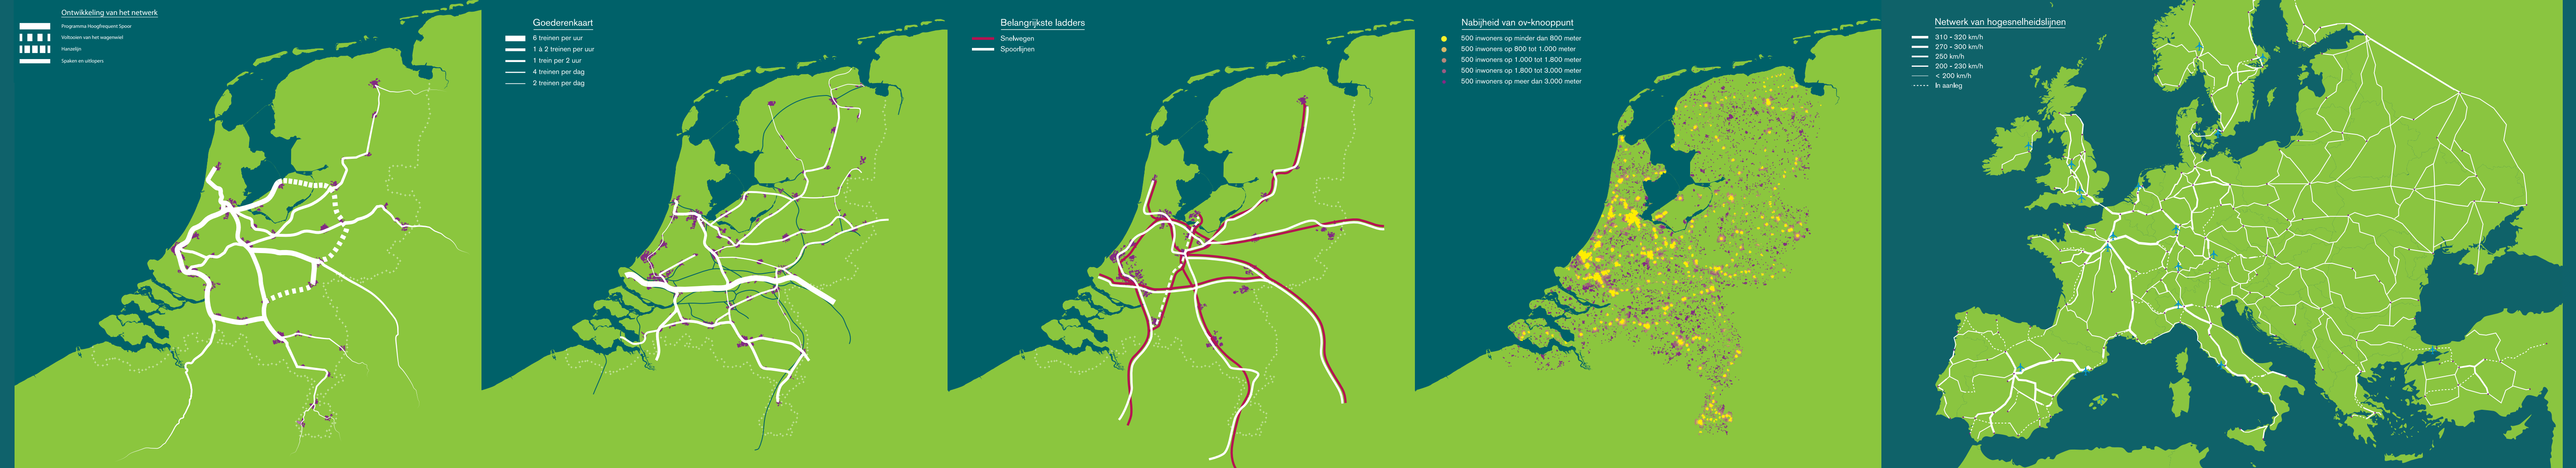 Ontwikkeling van het netwerk
Programma Hoogfrequent Spoor
Voltooien van het wagenwiel
Hanzelijn
Spaken en uitlopers
Goederenkaart
6 treinen per uur
1 à 2 treinen per uur
1 trein per 2 uur
4 treinen per dag
2 treinen per dag
Belangrijkste ladders
Snelwegen
Spoorlijnen
Nabijheid van ov-knooppunt
500 inwoners op minder dan 800 meter
500 inwoners op 800 tot 1.000 meter
500 inwoners op 1.000 tot 1.800 meter
500 inwoners op 1.800 tot 3.000 meter
500 inwoners op meer dan 3.000 meter
Netwerk van hogesnelheidslijnen
310 - 320 km/h
270 - 300 km/h
250 km/h
200 - 230 km/h
< 200 km/h
In aanleg